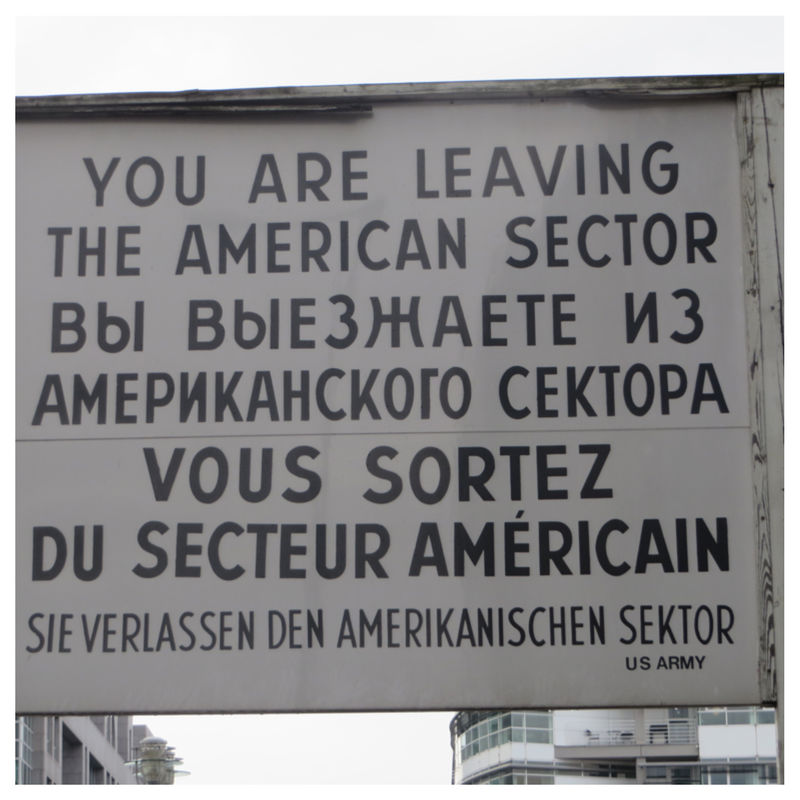 YOU ARE LEAVING
THE AMERICAN SECTOR
ВЫ ВЫЕЗЖАЕТЕ ИЗ
АМЕРИКАНСКОГО СЕКТОРА
VOUS SORTEZ
DU SECTEUR AMÉRICAIN
SIE VERLASSEN DEN AMERIKANISCHEN SEKTOR
US ARMY